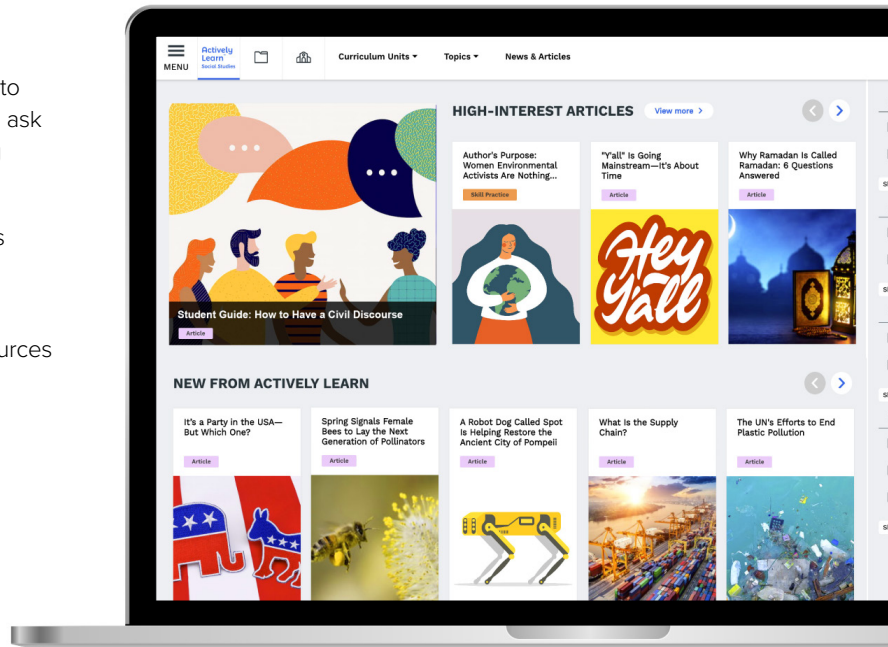 to
ask
s
urces
MENU
Actively
Learn
Social Studies
Curriculum Units
Topics
News & Articles
HIGH-INTEREST ARTICLES
View more >
Student Guide: How to Have a Civil Discourse
Article
Author's Purpose:
Women Environmental
Activists Are Nothing...
Skill Practice
"Y'all" Is Going
Mainstream—It's About
Time
Article
Hey
Y'all
Why Ramadan Is Called
Ramadan: 6 Questions
Answered
Article
NEW FROM ACTIVELY LEARN
It's a Party in the USA—
But Which One?
Article
Spring Signals Female
Bees to Lay the Next
Generation of Pollinators
Article
A Robot Dog Called Spot
Is Helping Restore the
Ancient City of Pompeii
Article
What Is the Supply
Chain?
Article
The UN's Efforts to End
Plastic Pollution
Article